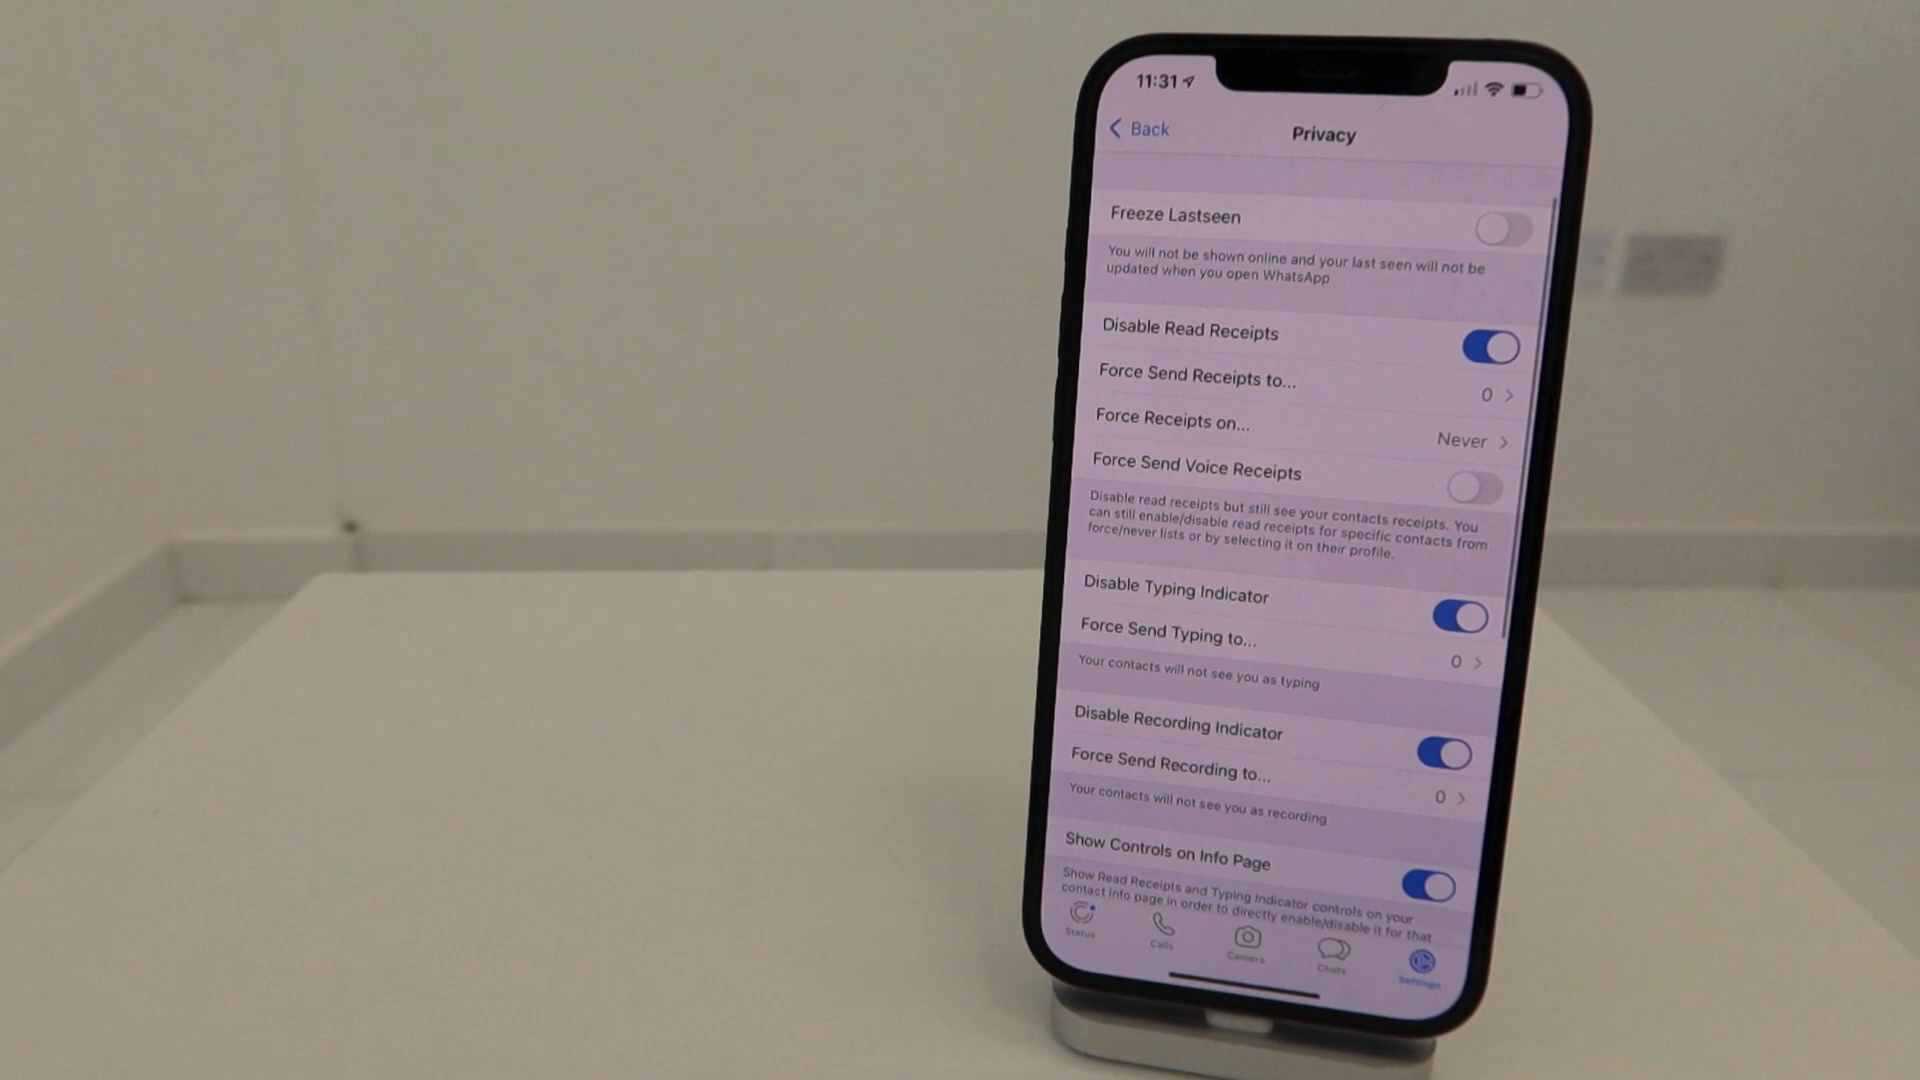 11:31
Back
Privacy
Freeze Lastseen
You will not be shown online and your last seen will not be
updated when you open WhatsApp
Disable Read Receipts
Force Send Receipts to...
0
Force Receipts on...
Never
Force Send Voice Receipts
Disable read receipts but still see your contacts receipts. You
can still enable/disable read receipts for specific contacts from
force/never lists or by selecting it on their profile.
Disable Typing Indicator
Force Send Typing to...
0
Your contacts will not see you as typing
Disable Recording Indicator
Force Send Recording to...
0
Your contacts will not see you as recording
Show Controls on Info Page
Show Read Receipts and Typing Indicator controls on your
contact info page in order to directly enable/disable it for that
Status
Calls
Camera
Chats
Settings